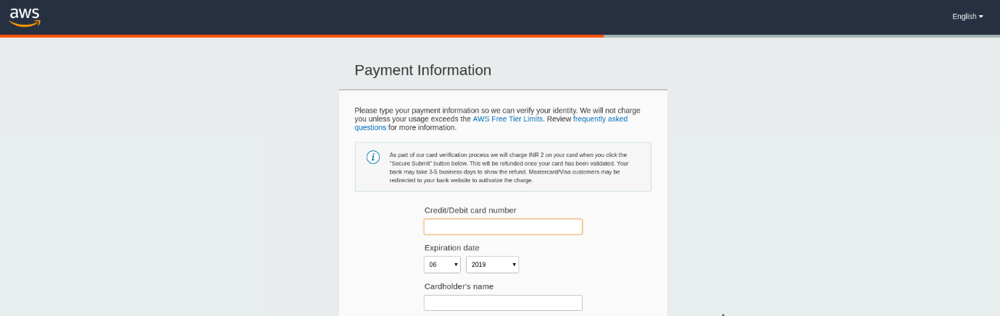 aws
English
Payment Information
Please type your payment information so we can verify your identity. We will not charge
you unless your usage exceeds the AWS Free Tier Limits. Review frequently asked
questions for more information.
As part of our card verification process we will charge INR 2 on your card when you click the
"Secure Submit" button below. This will be refunded once your card has been validated. Your
bank may take 3-5 business days to show the refund. Mastercard/Visa customers may be
redirected to your bank website to authorize the charge.
Credit/Debit card number
Expiration date
06 2019
Cardholder's name